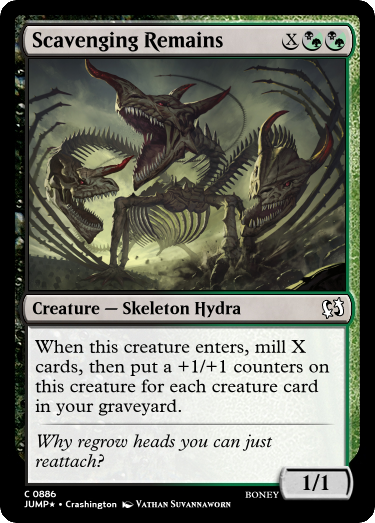 Scavenging Remains X
Creature — Skeleton Hydra
When this creature enters, mill X
cards, then put a +1/+1 counters on
this creature for each creature card
in your graveyard.
Why regrow heads you can just
reattach?
C 0886
JUMP★ • Crashington Vathan Suvannaworn
BONEY
1/1